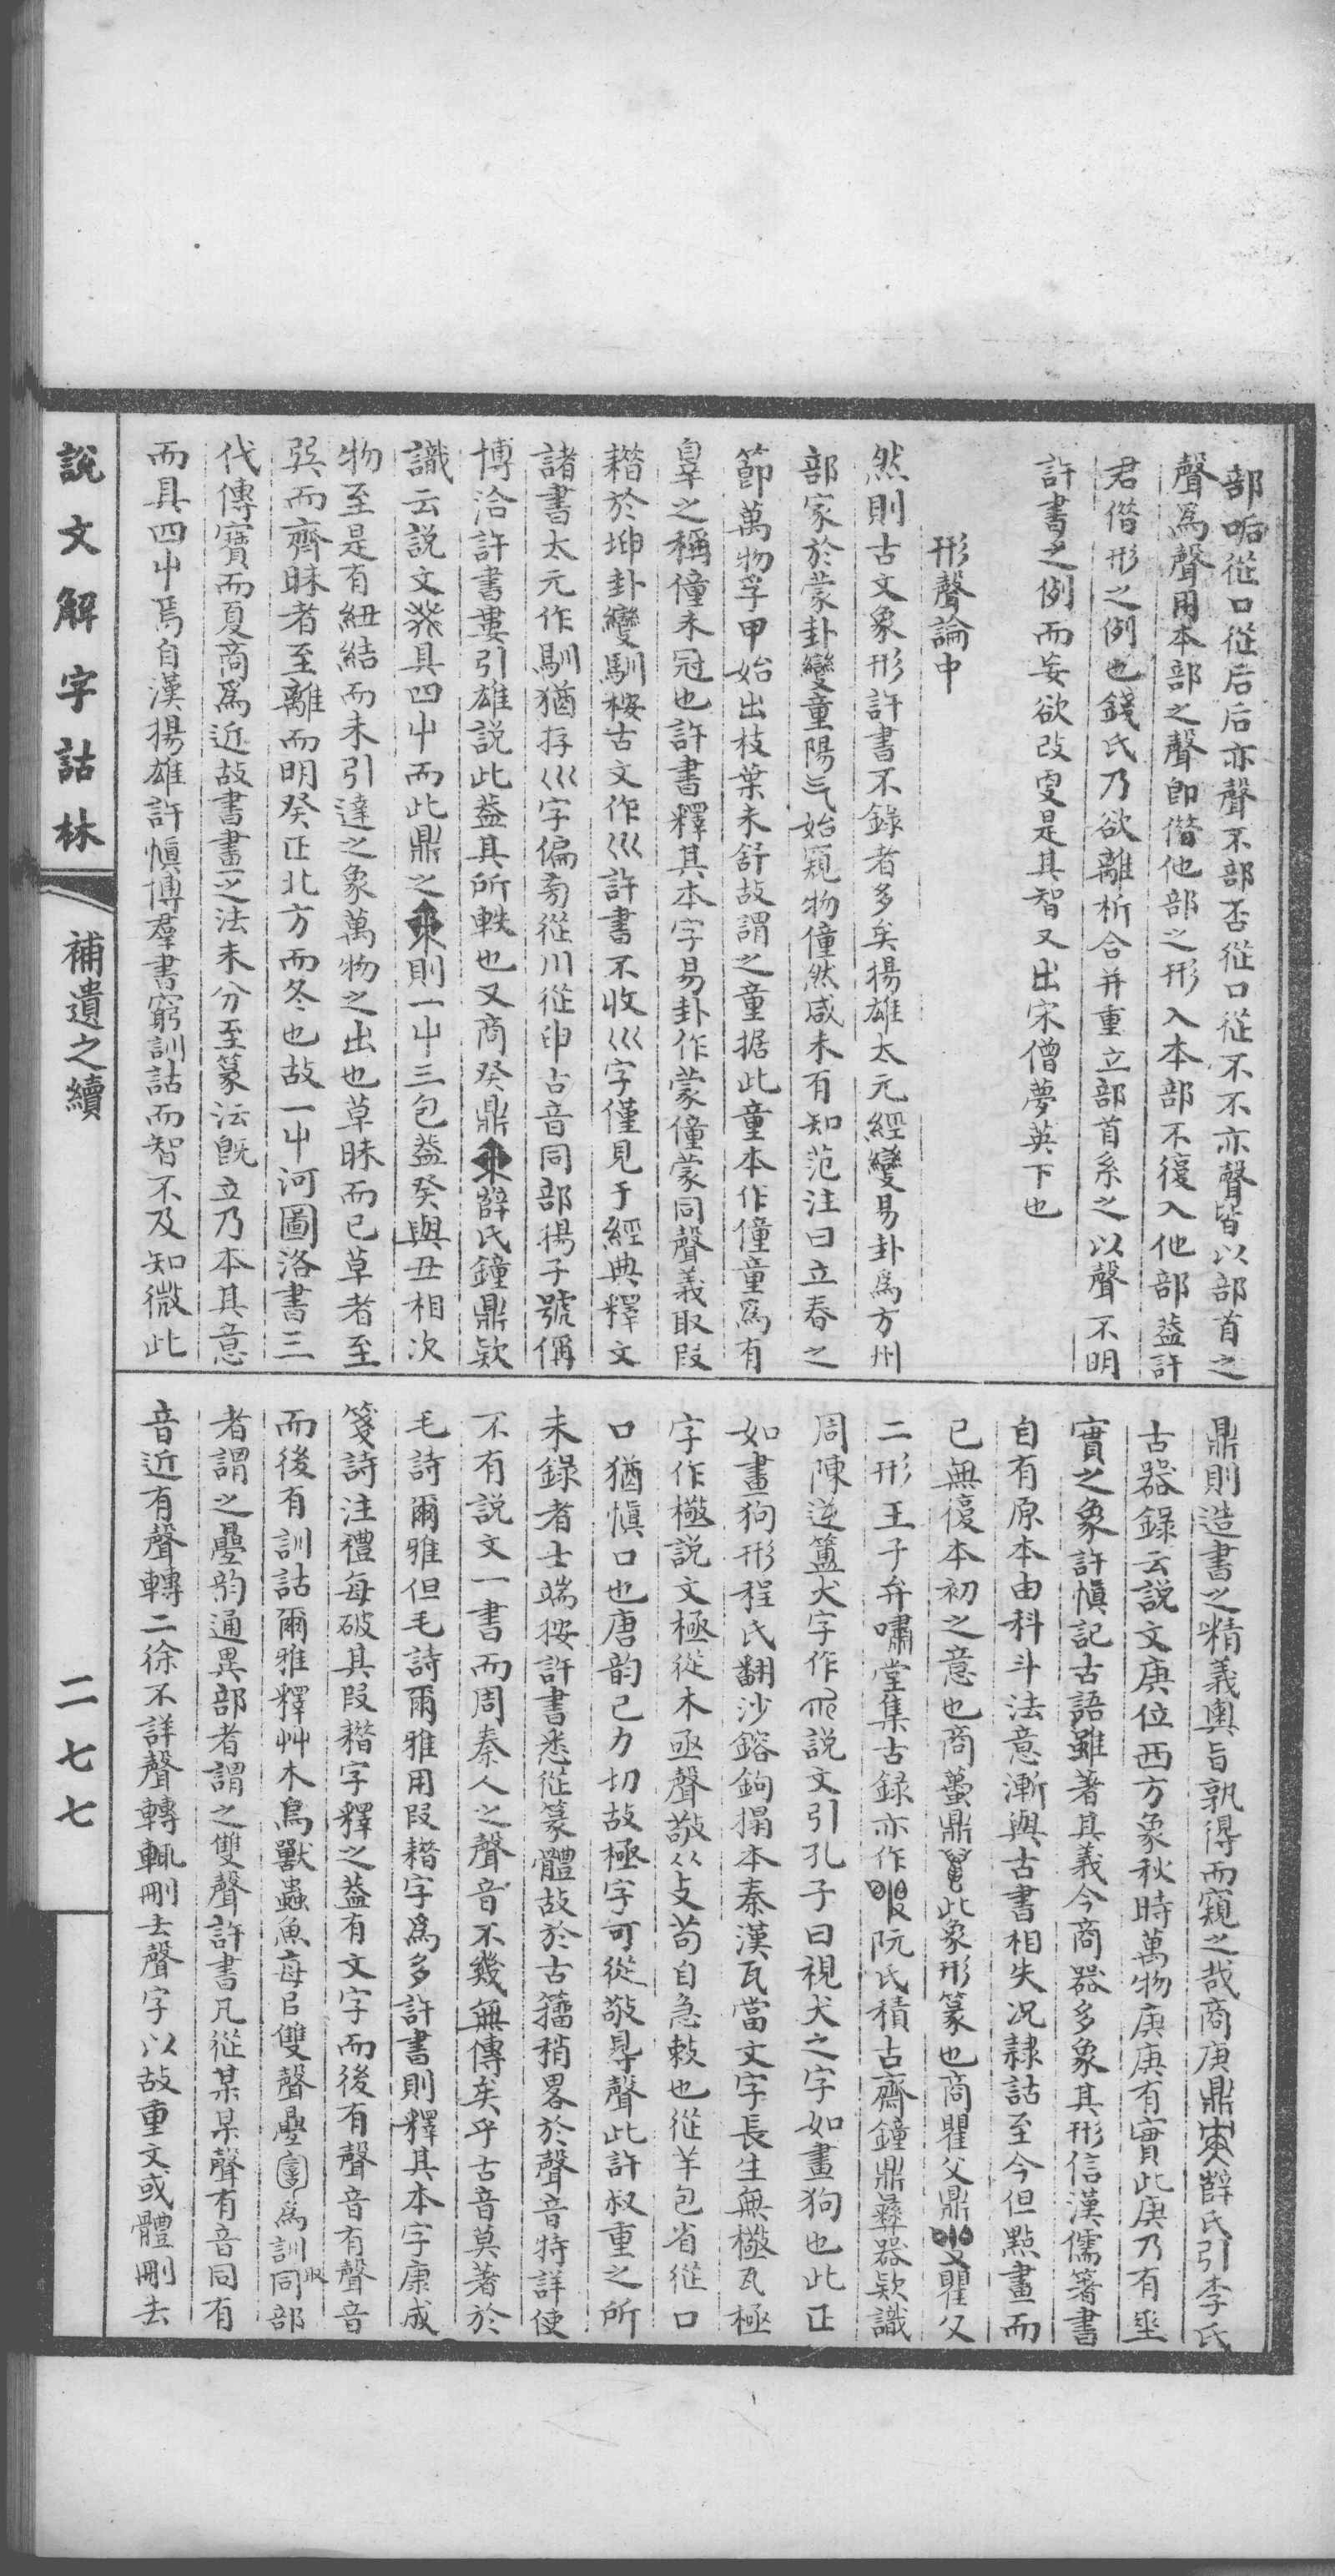 部㖃從口從后后亦聲不部否從口從不不亦聲皆以部首之
聲爲聲用本部之聲卽借他部之形入本部不復入他部葢許
君借形之例也錢氏乃欲離析合并重立部首系之以聲不明
許書之例而妄欲改叜是其智又出宋僧夢英下也
形聲論中
然則古文象形許書不錄者多矣揚雄太元經變易卦爲方州
部家於蒙卦變童陽气始窺物僮然咸未有知范注曰立春之
節萬物孚甲始出枝葉未舒故謂之童据此童本作僮童爲有
辠之稱僮未冠也許書釋其本字易卦作蒙僮蒙同聲義取叚
耤於坤卦變馴桉古文作巛許書不收巛字僅見于經典釋文
諸書太元作馴猶存巛字偏旁從川從申古音同部揚子號偁
博洽許書婁引雄說此葢其所軼也又商癸鼎薛氏鐘鼎欵
識云說文癸具四屮而此鼎之則一屮三包葢癸與丑相次
物至是有紐結而未引達之象萬物之出也草昧而已草者至
巽而齊昧者至離而明癸正北方而冬也故一屮河圖洛書三
代傳寶而夏商爲近故書畫之法未分至篆法旣立乃本其意
而具四屮焉自漢揚雄許愼博羣書窮訓詁而智不及知微此
鼎則造書之精義輿旨孰得而窺之哉商庚鼎薛氏引李氏
古器錄云說文庚位西方象秋時萬物庚庚有實此庚乃有垂
實之象許愼記古語雖著其義今商器多象其形信漢儒箸書
自有原本由科斗法意漸與古書相失况隷詁至今但點畫而
已無復本初之意也商蠆鼎此象形篆也商瞿父鼎瞿父
二形王子弁嘯堂集古録亦作阮氏積古齋鐘鼎彞器欵識
周陳逆簠犬字作說文引孔子曰視犬之字如畫狗也此正
如畫狗形程氏翻沙鎔鉤搨本秦漢瓦當文字長生無㯳瓦極
字作㯳說文極從木亟聲敬从攴苟自急敕也從羊包省從口
口猶愼口也唐韵己力切故極字可從敬㝵聲此許叔重之所
未錄者士端按許書悉從篆體故於古籒稍畧於聲音特詳使
不有說文一書而周秦人之聲音不幾無傳矣乎古音莫著於
毛詩爾雅但毛詩爾雅用叚耤字爲多許書則釋其本字康成
箋詩注禮每破其叚耤字釋之葢有文字而後有聲音有聲音
而後有訓詁爾雅釋艸木鳥獸蟲魚每㠯雙聲疊韵爲訓同部
者謂之疊韵通異部者謂之雙聲許書凡從某某聲有音同有
音近有聲轉二徐不詳聲轉輒刪去聲字以故重文或體刪去
說文解字詁林
補遺之續
二七七